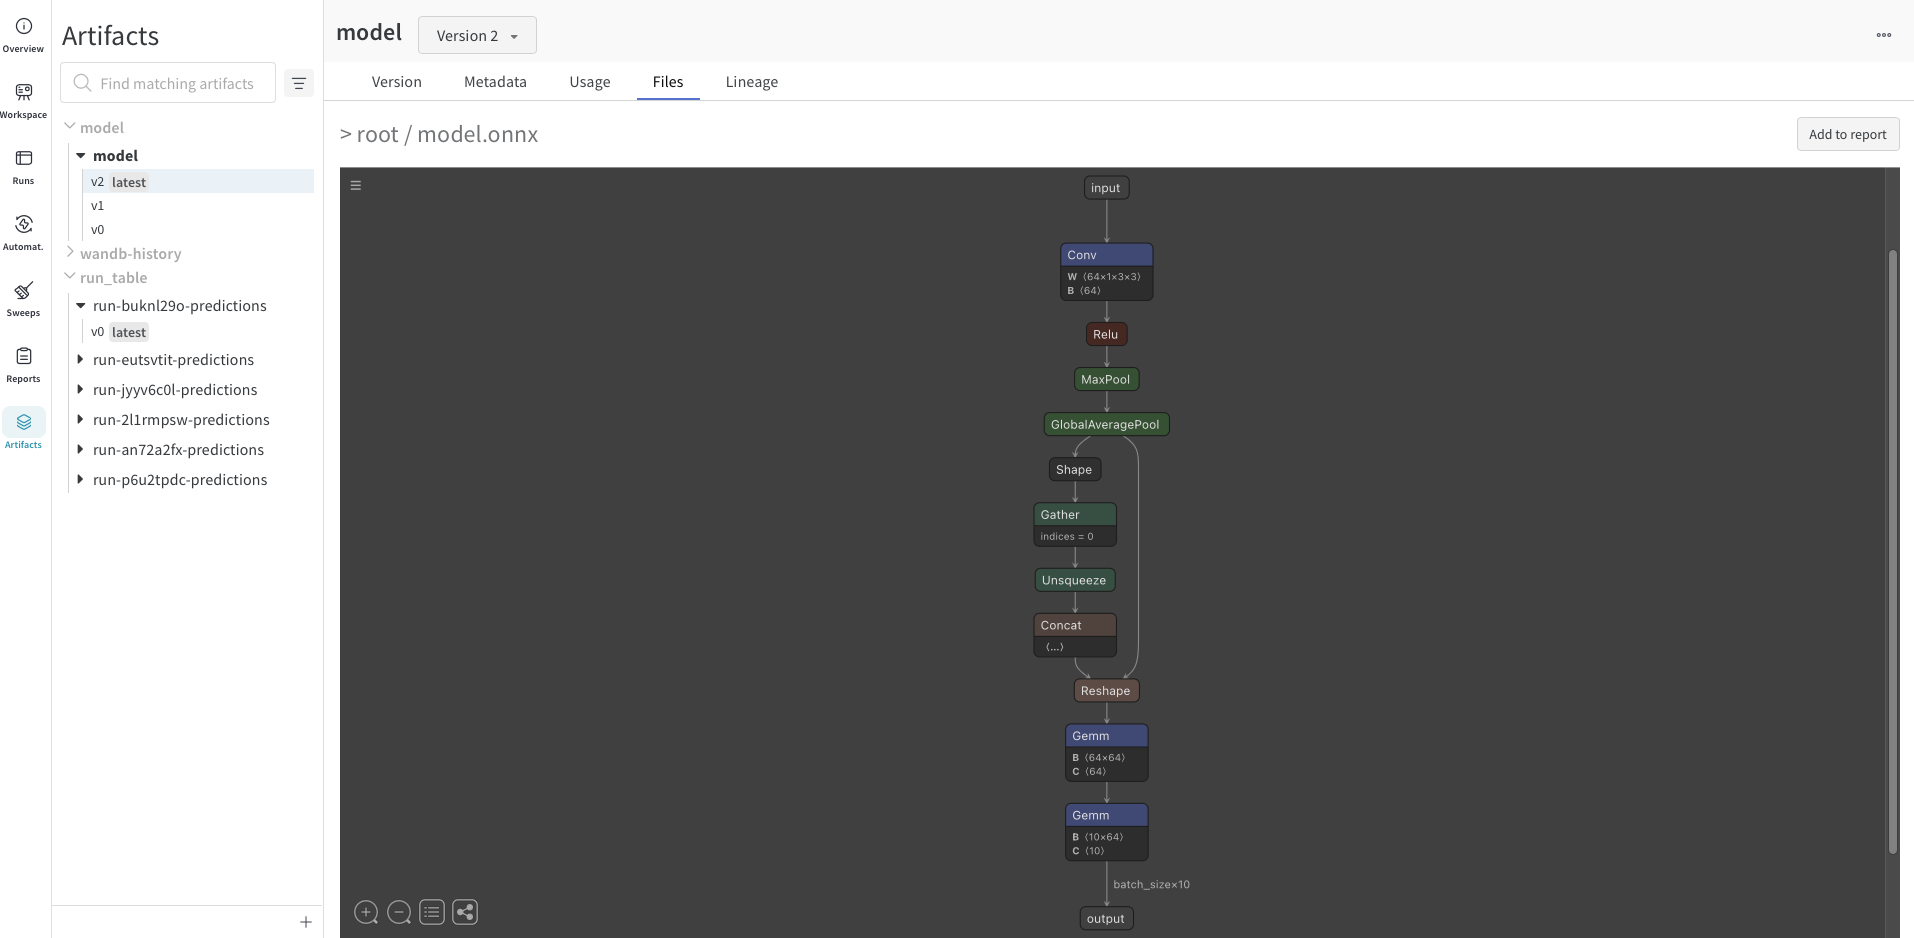 Overview
Workspace
Runs
Automat.
Sweeps
Reports
Artifacts
Artifacts
Find matching artifacts
model
model
v2 latest
v1
v0
wandb-history
run_table
run-buknl29o-predictions
v0 latest
run-eutsvtit-predictions
run-jyyv6c0l-predictions
run-2l1rmpsw-predictions
run-an72a2fx-predictions
run-p6u2tpdc-predictions
model
Version 2
Version Metadata Usage Files Lineage
> root / model.onnx
Add to report
input
Conv
W ⟨64×1×3×3⟩
B ⟨64⟩
Relu
MaxPool
GlobalAveragePool
Shape
Gather
indices = 0
Unsqueeze
Concat
⟨...⟩
Reshape
Gemm
B ⟨64×64⟩
C ⟨64⟩
Gemm
B ⟨10×64⟩
C ⟨10⟩
batch_size×10
output